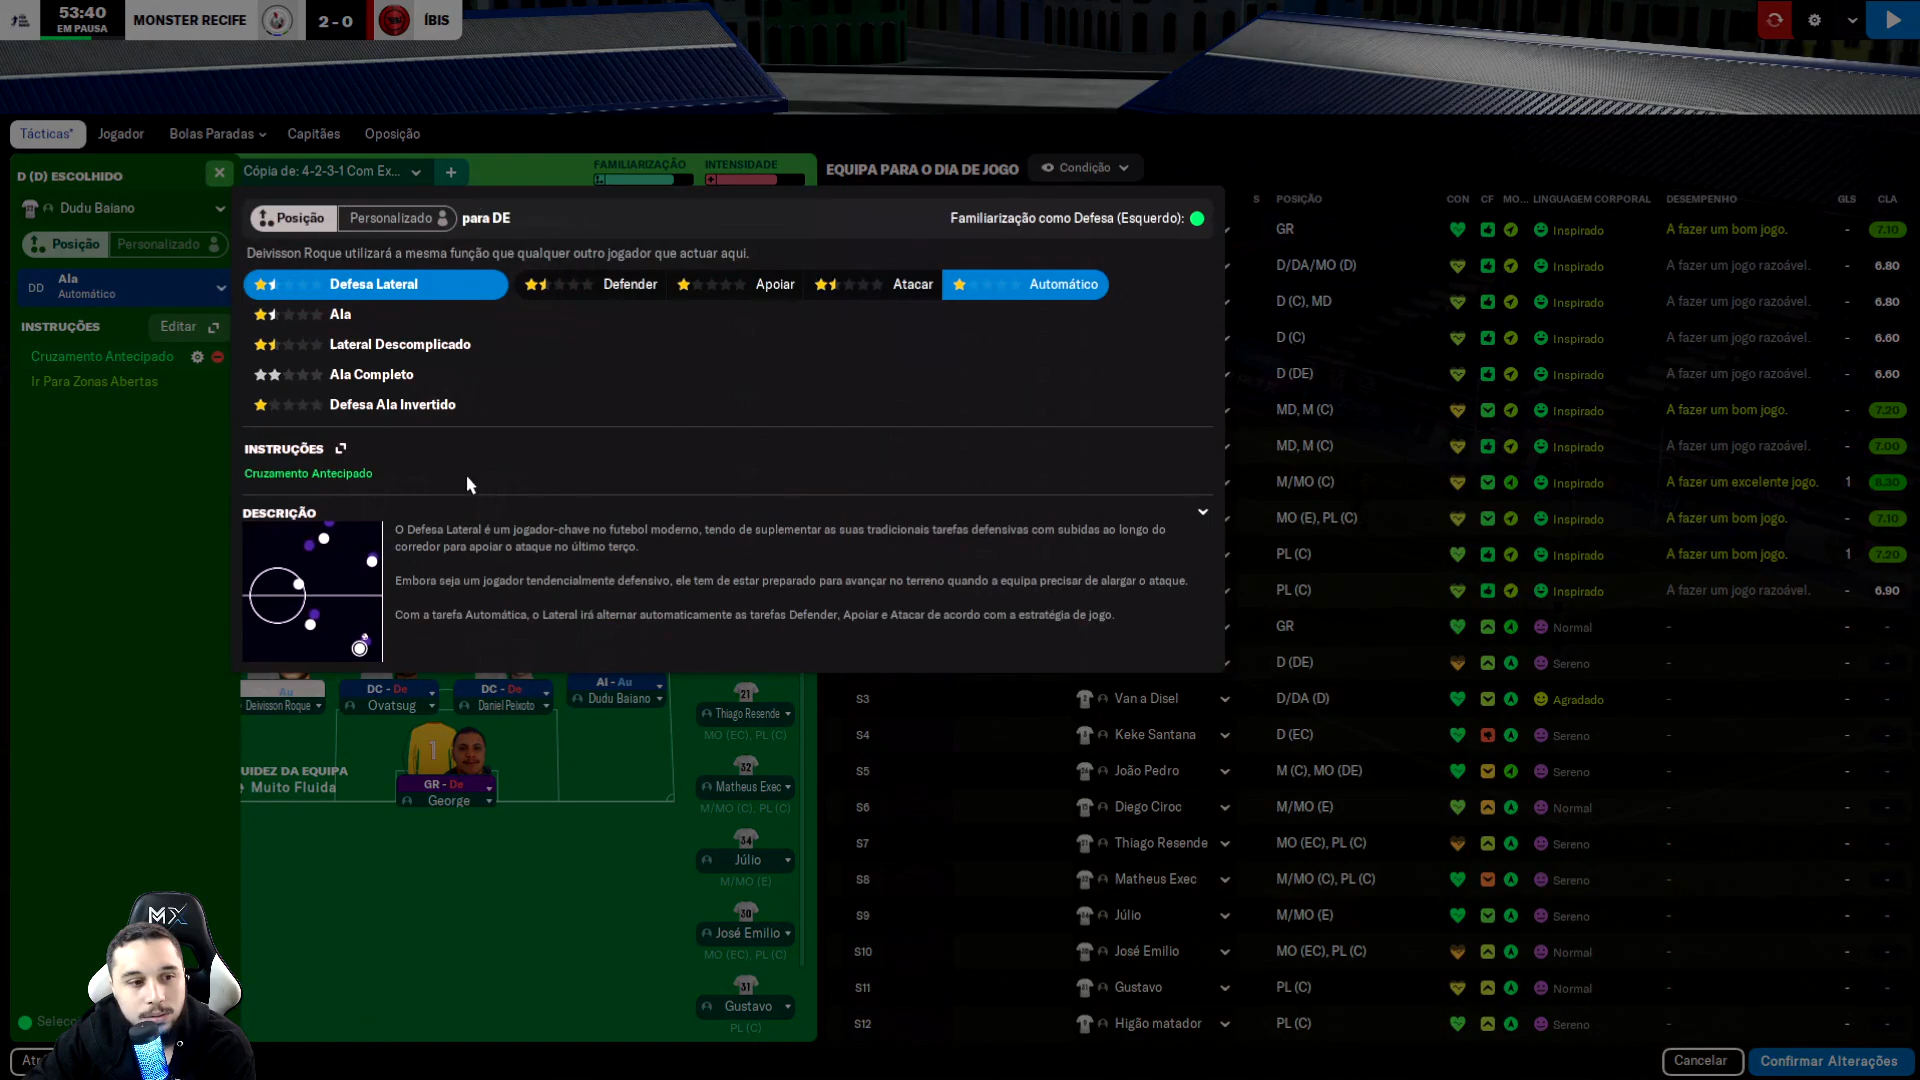 53:40
EM PAUSA
MONSTER RECIFE
2 - 0
ÍBIS
Tácticas*
Jogador
Bolas Paradas
Capitães
Oposição
D (D) ESCOLHIDO
Dudu Baiano
Posição
Personalizado
DD
Ala
Automático
INSTRUÇÕES
Editar
Cruzamento Antecipado
Ir Para Zonas Abertas
Cópia de: 4-2-3-1 Com Ex...
FAMILIARIZAÇÃO
INTENSIDADE
Posição
Personalizado
para DE
Familiarização como Defesa (Esquerdo):
Deivisson Roque utilizará a mesma função que qualquer outro jogador que actuar aqui.
Defesa Lateral
Defender
Apoiar
Atacar
Automático
Ala
Lateral Descomplicado
Ala Completo
Defesa Ala Invertido
INSTRUÇÕES
Cruzamento Antecipado
DESCRIÇÃO
O Defesa Lateral é um jogador-chave no futebol moderno, tendo de suplementar as suas tradicionais tarefas defensivas com subidas ao longo do
corredor para apoiar o ataque no último terço.
Embora seja um jogador tendencialmente defensivo, ele tem de estar preparado para avançar no terreno quando a equipa precisar de alargar o ataque.
Com a tarefa Automática, o Lateral irá alternar automaticamente as tarefas Defender, Apoiar e Atacar de acordo com a estratégia de jogo.
Au
Deivisson Roque
DC - De
Ovatsug
DC - De
Daniel Peixoto
Al - Au
Dudu Baiano
1
GR - De
George
UIDEZ DA EQUIPA
Muito Fluida
21
Thiago Resende
MO (EC), PL (C)
32
Matheus Exec
M/MO (C), PL (C)
34
Júlio
M/MO (E)
30
José Emilio
MO (EC), PL (C)
31
Gustavo
PL (C)
EQUIPA PARA O DIA DE JOGO
Condição
S POSIÇÃO CON CF MO... LINGUAGEM CORPORAL DESEMPENHO GLS CLA
GR Inspirado A fazer um bom jogo. - 7.10
D/DA/MO (D) Inspirado A fazer um jogo razoável. - 6.80
D (C), MD Inspirado A fazer um jogo razoável. - 6.80
D (C) Inspirado A fazer um jogo razoável. - 6.60
D (DE) Inspirado A fazer um jogo razoável. - 6.60
MD, M (C) Inspirado A fazer um bom jogo. - 7.20
MD, M (C) Inspirado A fazer um jogo razoável. - 7.00
M/MO (C) Inspirado A fazer um excelente jogo. 1 8.30
MO (E), PL (C) Inspirado A fazer um bom jogo. - 7.10
PL (C) Inspirado A fazer um bom jogo. 1 7.20
PL (C) Inspirado A fazer um jogo razoável. - 6.90
GR Normal - - -
D (DE) Sereno - - -
S3 Van a Disel D/DA (D) Agradado - - -
S4 Keke Santana D (EC) Sereno - - -
S5 João Pedro M (C), MO (DE) Sereno - - -
S6 Diego Ciroc M/MO (E) Normal - - -
S7 Thiago Resende MO (EC), PL (C) Sereno - - -
S8 Matheus Exec M/MO (C), PL (C) Sereno - - -
S9 Júlio M/MO (E) Sereno - - -
S10 José Emilio MO (EC), PL (C) Normal - - -
S11 Gustavo PL (C) Normal - - -
S12 Higão matador PL (C) Sereno - - -
Selecc
Cancelar
Confirmar Alterações